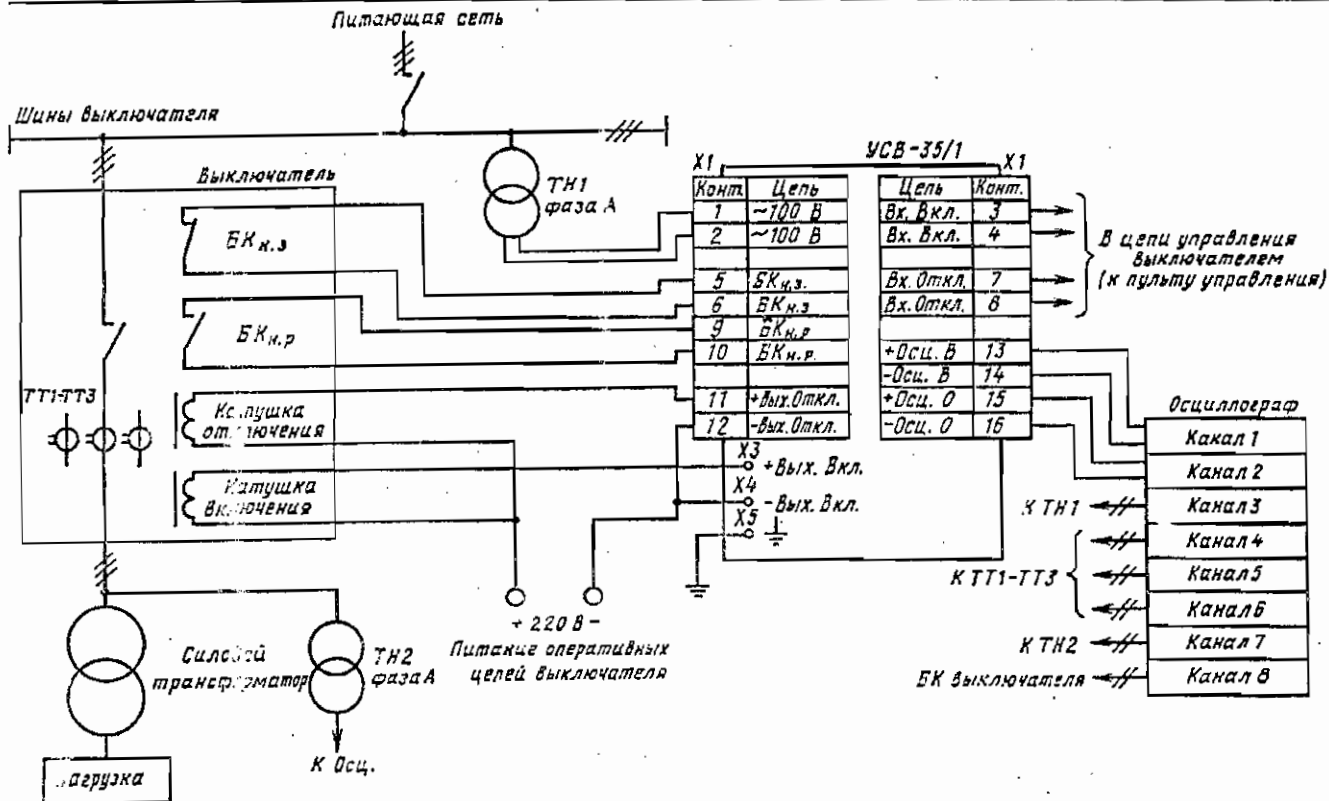 Питающая сеть
Шины выключателя
Выключатель
БКн.з
БКн.р
ТТ1-ТТ3
Катушка
отключения
Катушка
включения
ТН1
фаза А
УСВ-35/1
X1
X1
Конт. Цепь
1 ~100 В
2 ~100 В
5 БКн.з.
6 БКн.з
9 БКн.р
10 БКн.р.
11 +Вых.Откл.
12 -Вых.Откл.
Цепь Конт.
Вх. Вкл. 3
Вх. Вкл. 4
Вх. Откл. 7
Вх. Откл. 8
+Осц. В 13
-Осц. В 14
+Осц. О 15
-Осц. О 16
В цепи управления
выключателем
(к пульту управления)
X3
+Вых. Вкл.
X4
-Вых. Вкл.
X5
+ 220 В -
Питание оперативных
цепей выключателя
Осциллограф
Канал 1
Канал 2
Канал 3
Канал 4
Канал 5
Канал 6
Канал 7
Канал 8
К ТН1
К ТТ1-ТТ3
К ТН2
БК выключателя
Силовой
трансформатор
ТН2
фаза А
К Осц.
Нагрузка